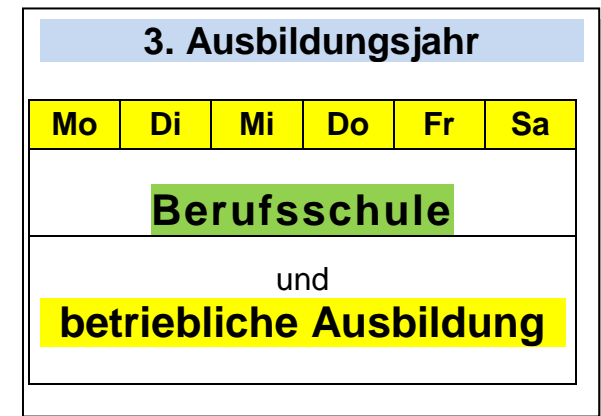 3. Ausbildungsjahr
Mo Di Mi Do Fr Sa
Berufsschule
und
betriebliche Ausbildung